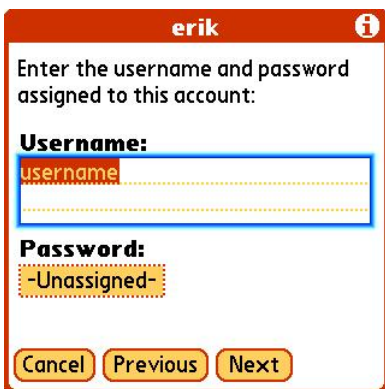 erik
Enter the username and password
assigned to this account:
Username:
username
Password:
-Unassigned-
Cancel Previous Next